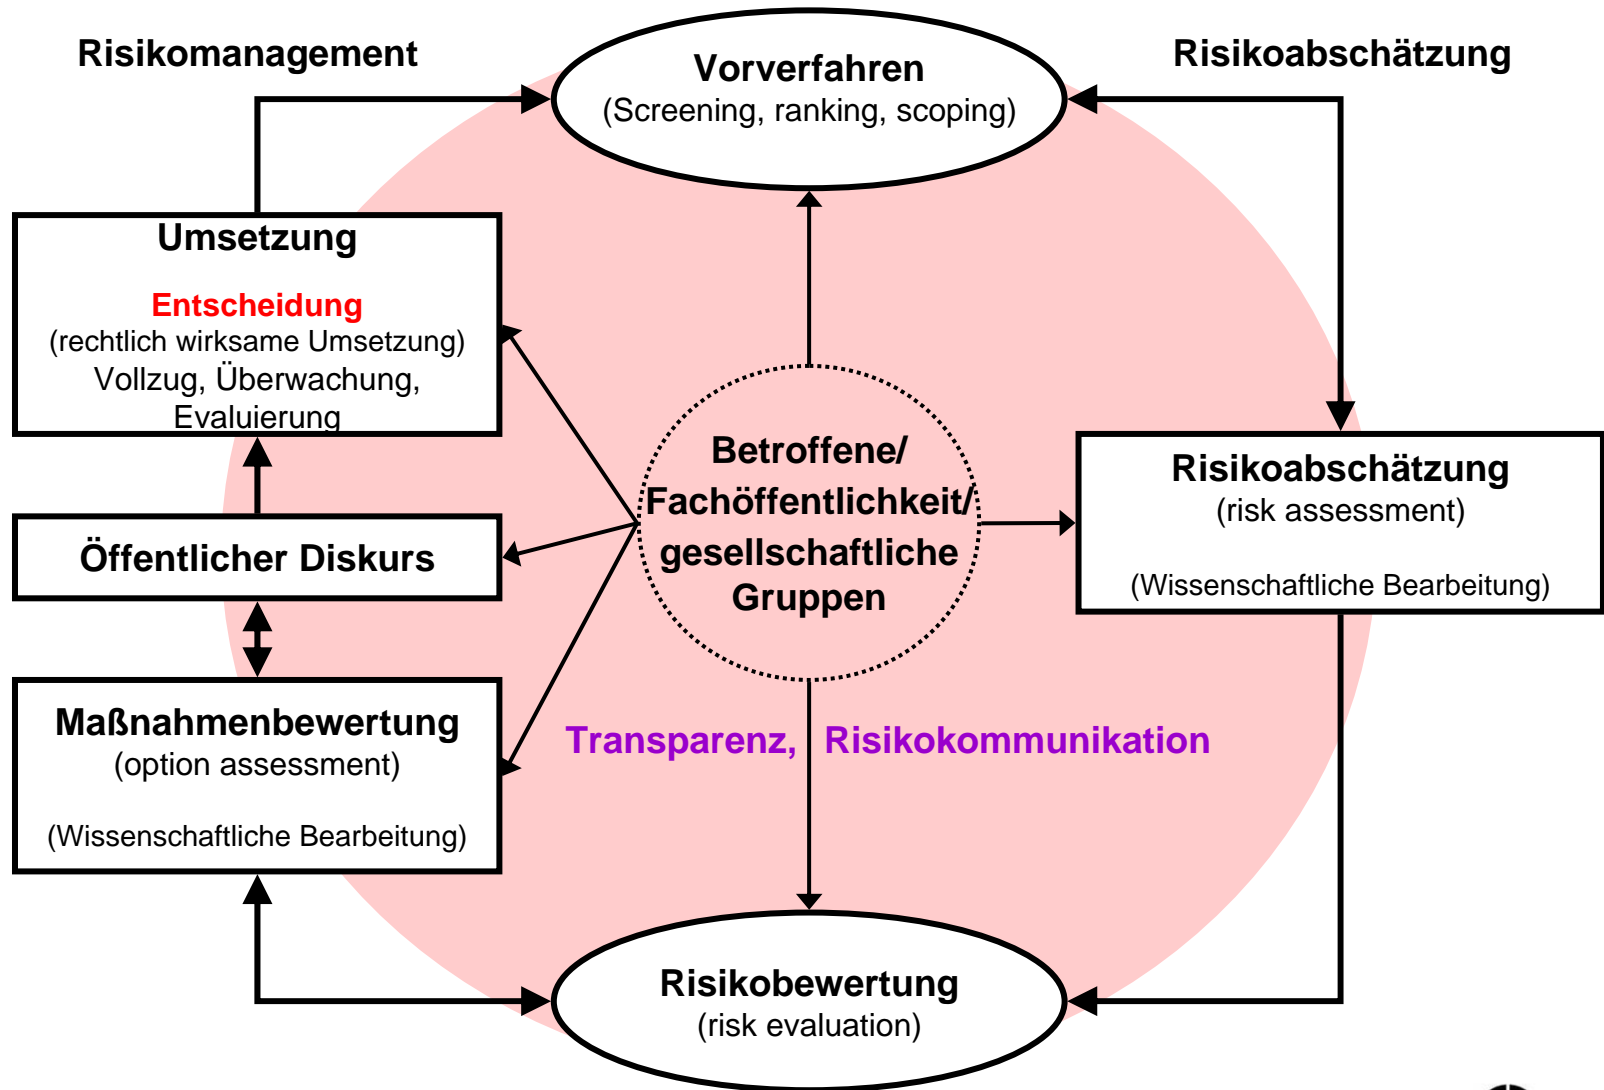 Risikomanagement
Risikoabschätzung
Vorverfahren
(Screening, ranking, scoping)
Umsetzung
Entscheidung
(rechtlich wirksame Umsetzung)
Vollzug, Überwachung,
Evaluierung
Betroffene/
Fachöffentlichkeit/
gesellschaftliche
Gruppen
Risikoabschätzung
(risk assessment)
(Wissenschaftliche Bearbeitung)
Öffentlicher Diskurs
Maßnahmenbewertung
(option assessment)
(Wissenschaftliche Bearbeitung)
Transparenz, Risikokommunikation
Risikobewertung
(risk evaluation)